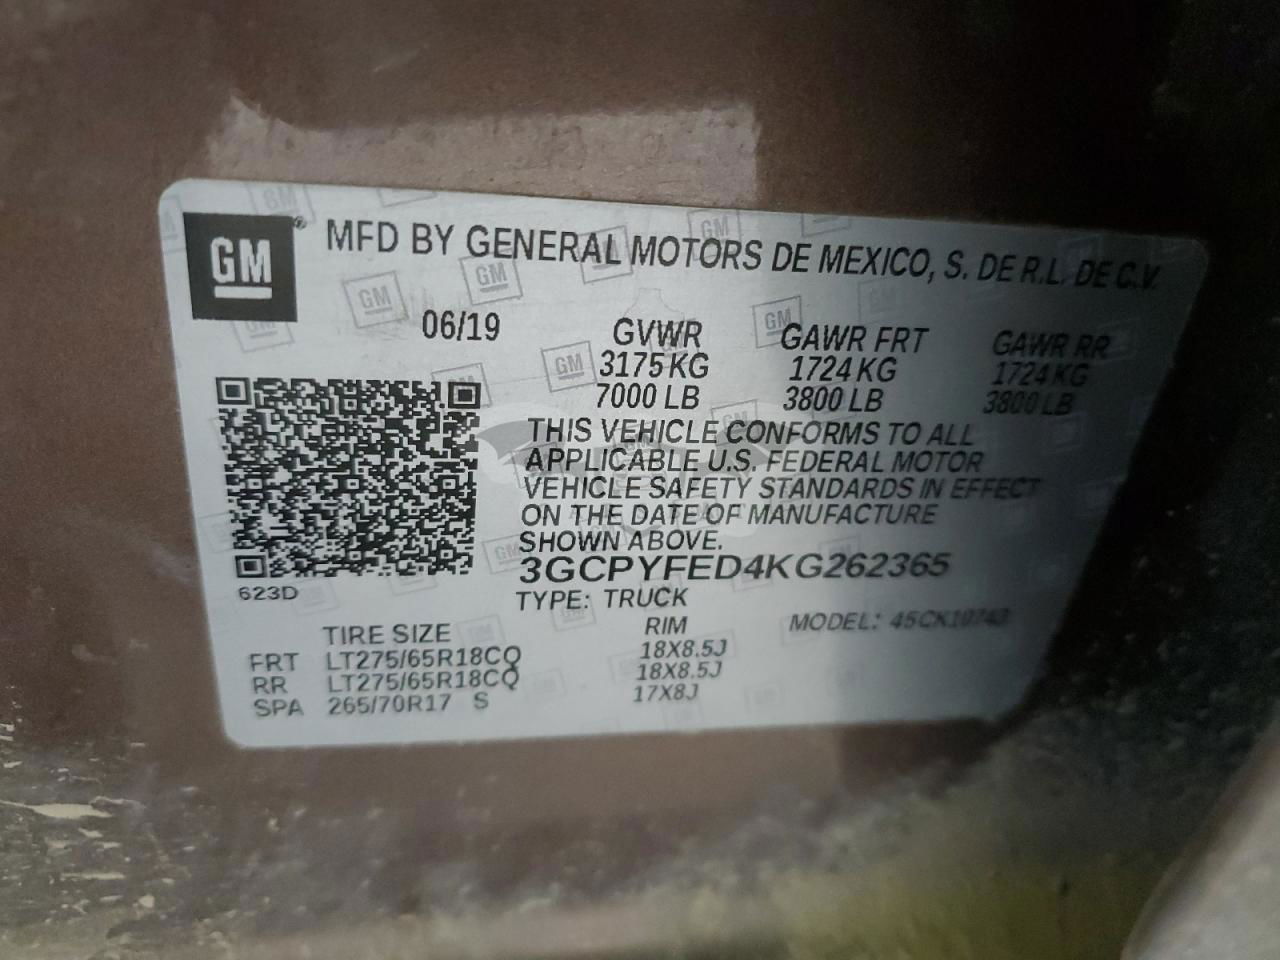 GM ® MFD BY GENERAL MOTORS DE MEXICO, S. DE R.L. DE C.V.
06/19 GVWR GAWR FRT GAWR RR
3175 KG 1724 KG 1724 KG
7000 LB 3800 LB 3800 LB
THIS VEHICLE CONFORMS TO ALL
APPLICABLE U.S. FEDERAL MOTOR
VEHICLE SAFETY STANDARDS IN EFFECT
ON THE DATE OF MANUFACTURE
SHOWN ABOVE.
3GCPYFED4KG262365
623D
TYPE: TRUCK
TIRE SIZE RIM MODEL: 45CK10743
FRT LT275/65R18CQ 18X8.5J
RR LT275/65R18CQ 18X8.5J
SPA 265/70R17 S 17X8J